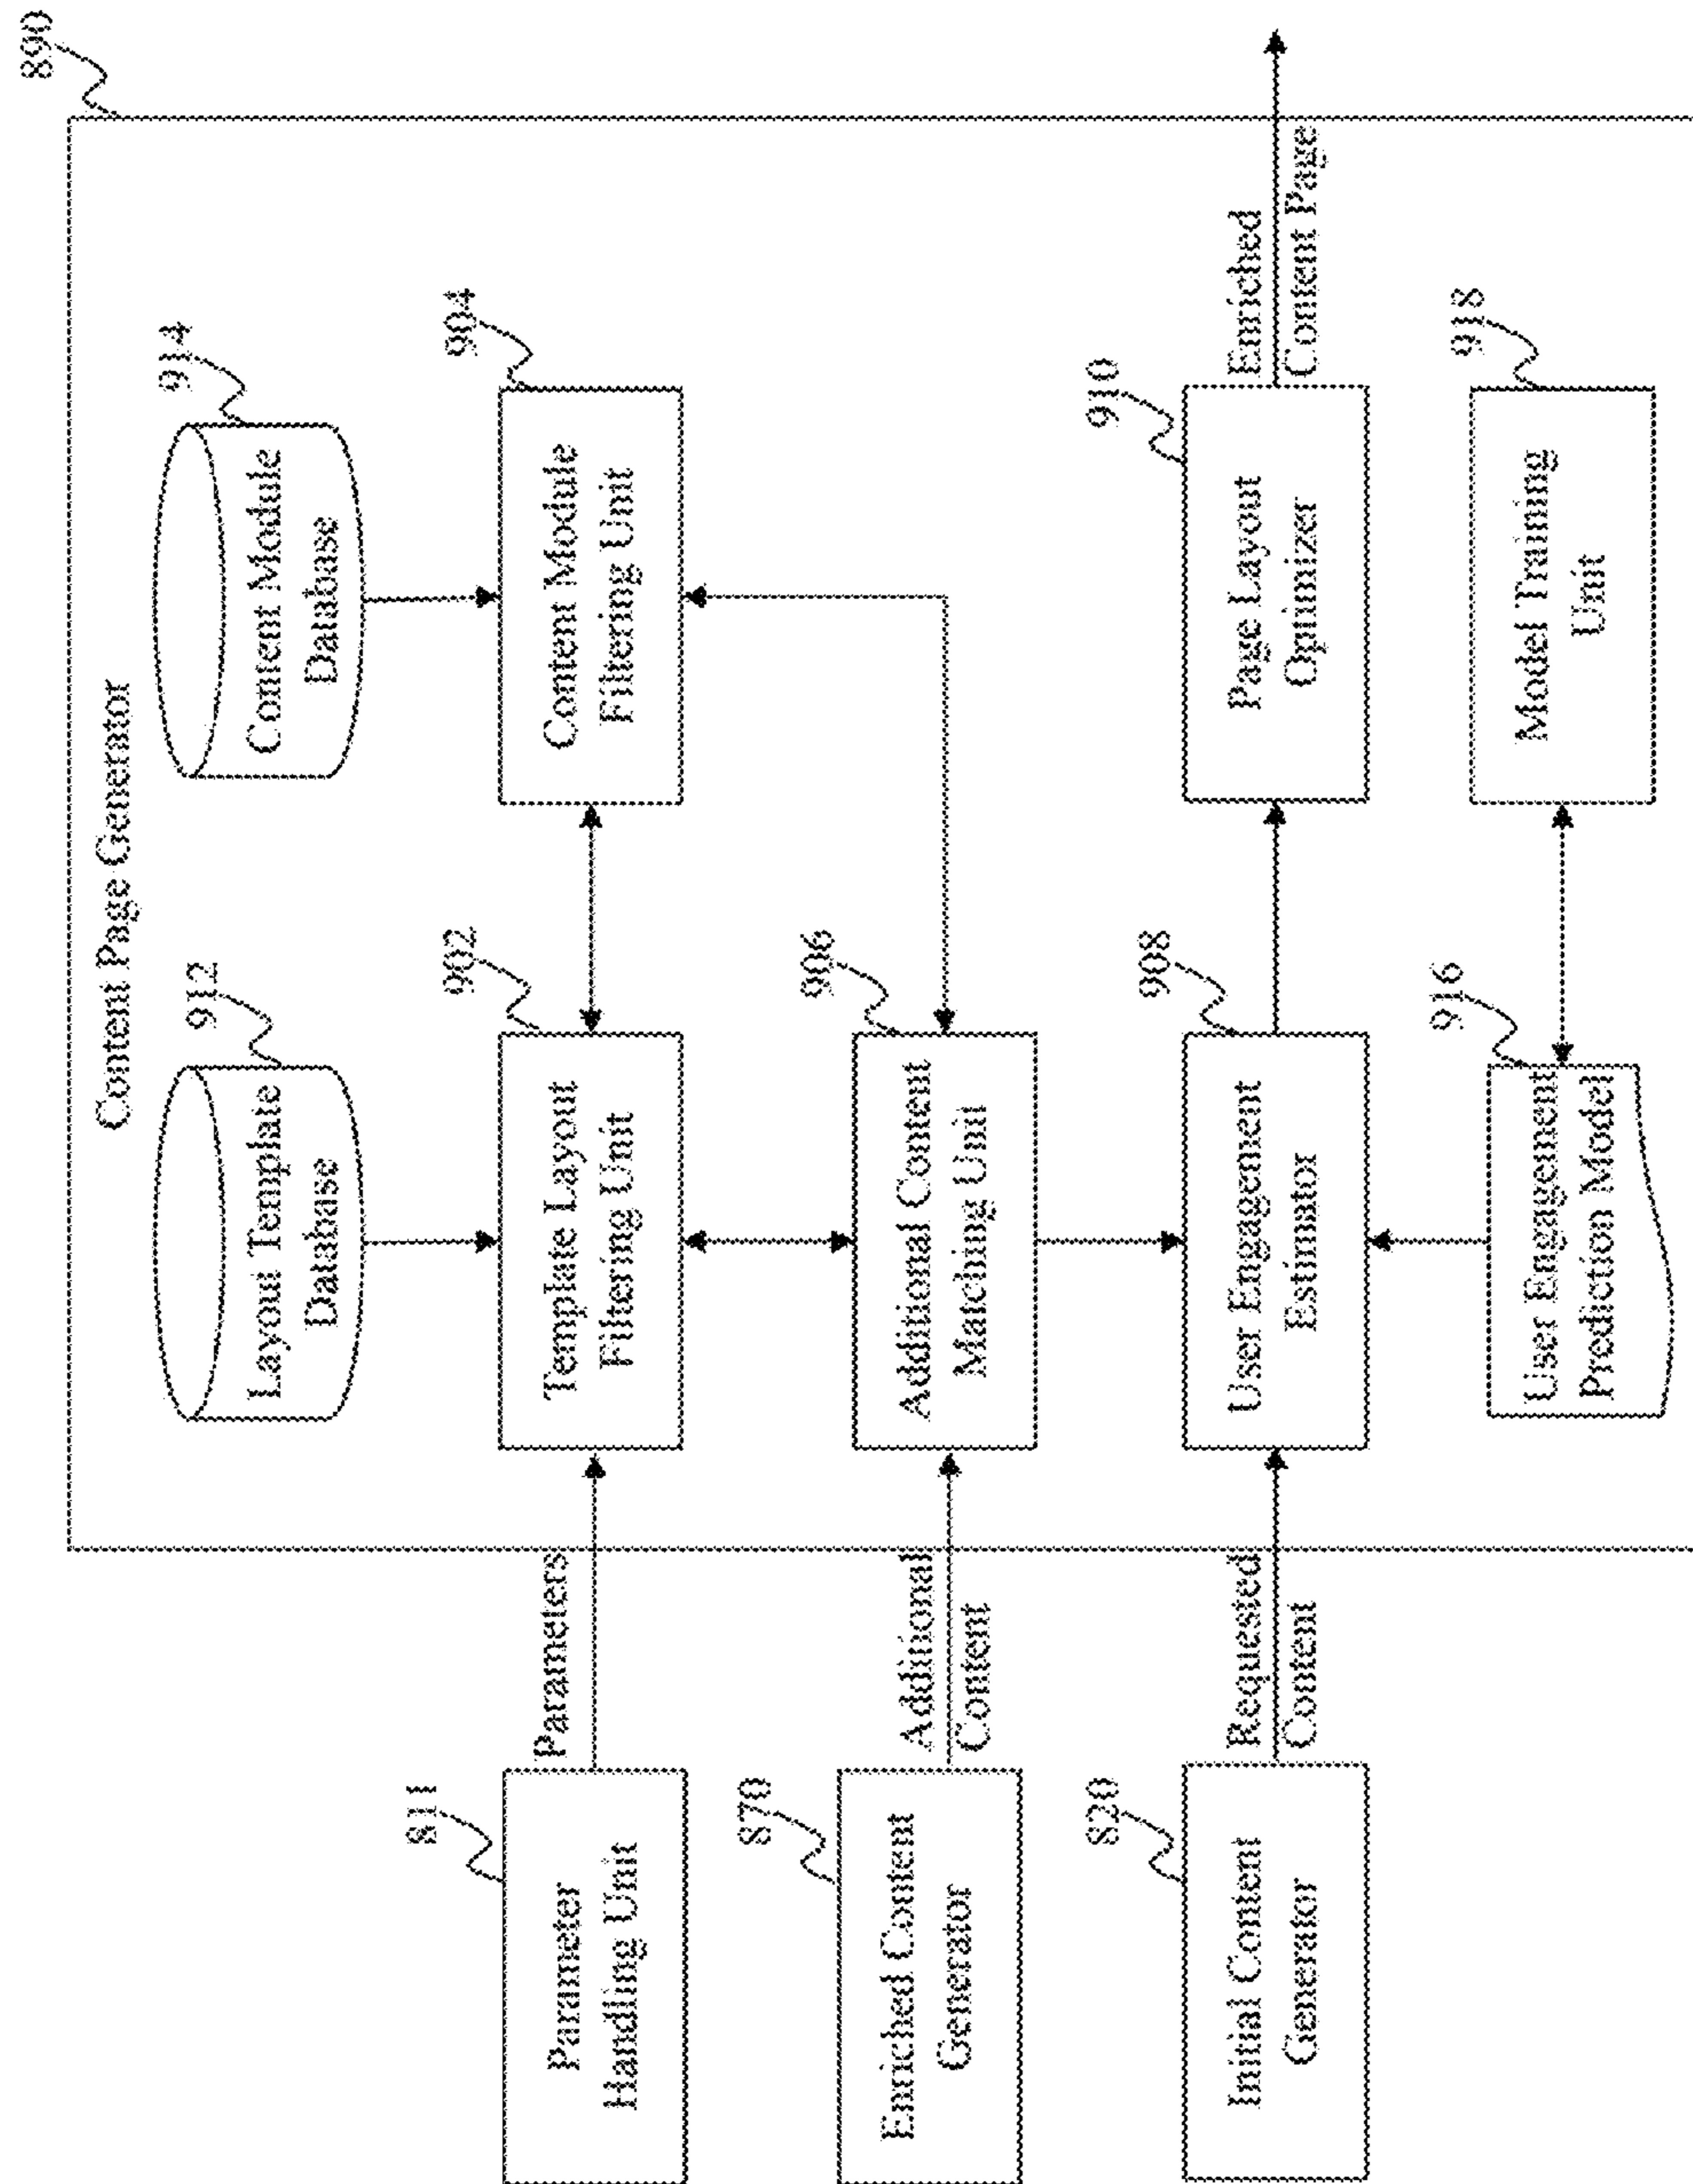 890
Content Page Generator
912
Layout Template
Database
914
Content Module
Database
811
Parameter
Handling Unit
Parameters
902
Template Layout
Filtering Unit
904
Content Module
Filtering Unit
870
Enriched Content
Generator
Additional
Content
906
Additional Content
Matching Unit
820
Initial Content
Generator
Requested
Content
908
User Engagement
Estimator
910
Page Layout
Optimizer
Enriched
Content Page
916
User Engagement
Prediction Model
918
Model Training
Unit